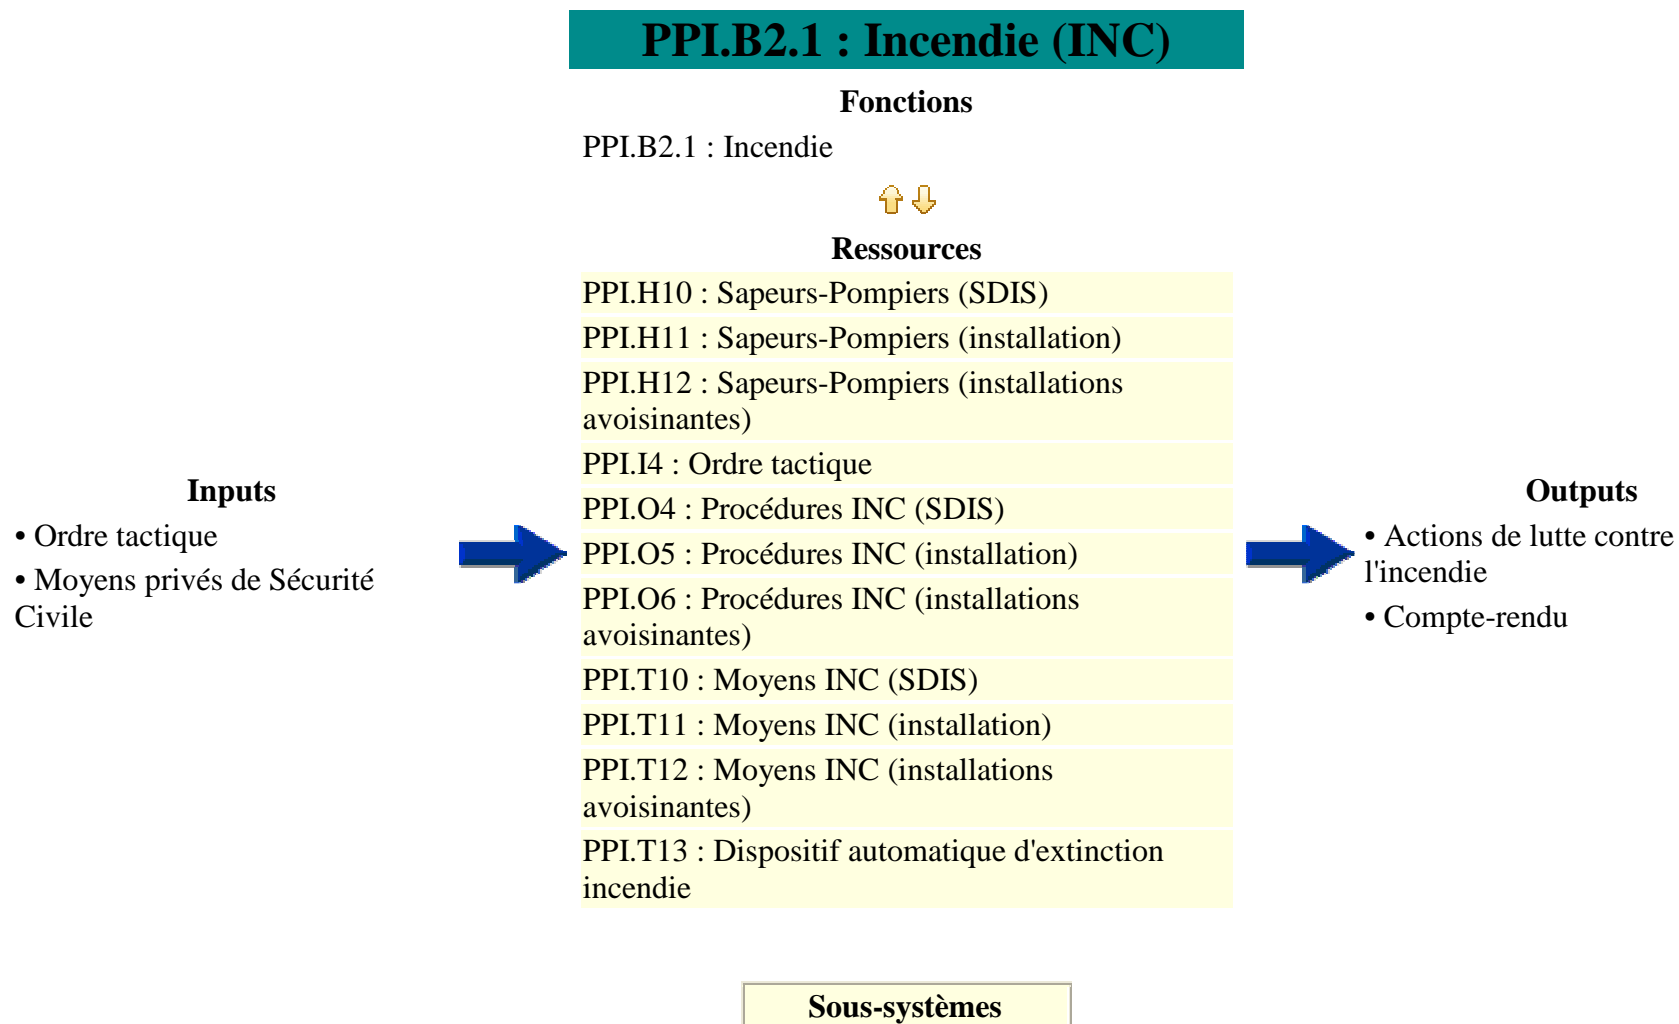 PPI.B2.1 : Incendie (INC)
Fonctions
PPI.B2.1 : Incendie
Ressources
PPI.H10 : Sapeurs-Pompiers (SDIS)
PPI.H11 : Sapeurs-Pompiers (installation)
PPI.H12 : Sapeurs-Pompiers (installations
avoisinantes)
PPI.I4 : Ordre tactique
PPI.O4 : Procédures INC (SDIS)
PPI.O5 : Procédures INC (installation)
PPI.O6 : Procédures INC (installations
avoisinantes)
PPI.T10 : Moyens INC (SDIS)
PPI.T11 : Moyens INC (installation)
PPI.T12 : Moyens INC (installations
avoisinantes)
PPI.T13 : Dispositif automatique d'extinction
incendie
Inputs
• Ordre tactique
• Moyens privés de Sécurité
Civile
Outputs
• Actions de lutte contre
l'incendie
• Compte-rendu
Sous-systèmes